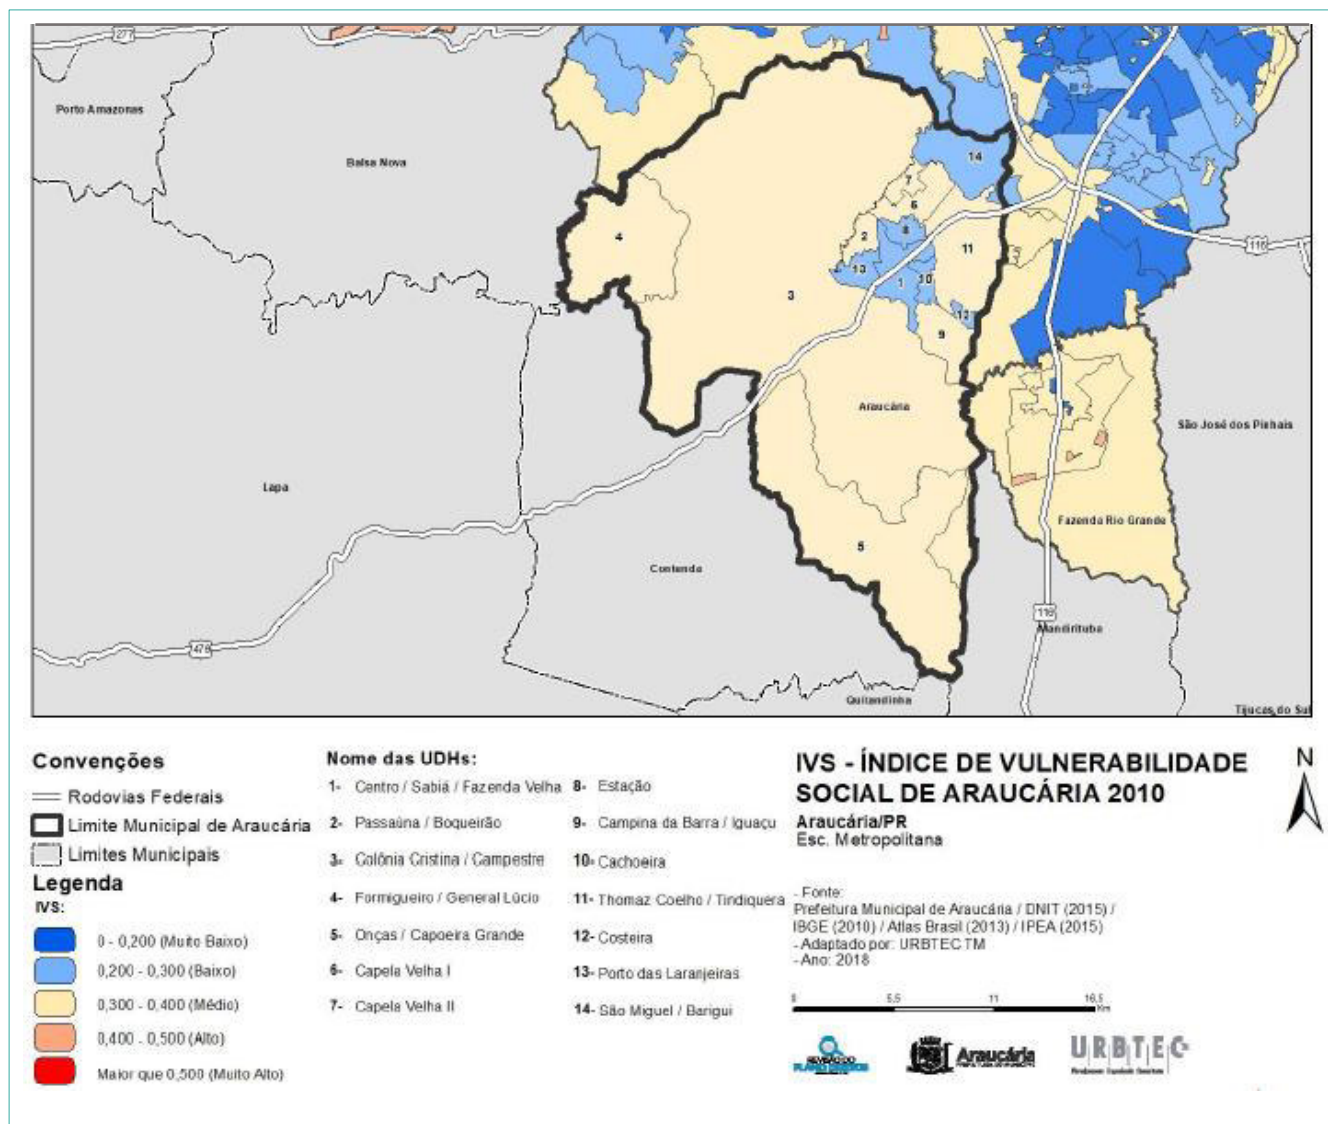 277
Porto Amazonas
Balsa Nova
14
7
6
4
2
8
11
116
13
1
10
3
12
9
Araucária
São José dos Pinhais
Lapa
Fazenda Rio Grande
5
Contenda
116
Mandirituba
476
Quitandinha
Tijucas do Sul
Convenções
Rodovias Federais
Limite Municipal de Araucária
Limites Municipais
Legenda
IVS:
0 - 0,200 (Muito Baixo)
0,200 - 0,300 (Baixo)
0,300 - 0,400 (Médio)
0,400 - 0,500 (Alto)
Maior que 0,500 (Muito Alto)
Nome das UDHs:
1- Centro / Sabiá / Fazenda Velha
2- Passaúna / Boqueirão
3- Colônia Cristina / Campestre
4- Formigueiro / General Lúcio
5- Onças / Capoeira Grande
6- Capela Velha I
7- Capela Velha II
8- Estação
9- Campina da Barra / Iguaçu
10- Cachoeira
11- Thomaz Coelho / Tindiquera
12- Costeira
13- Porto das Laranjeiras
14- São Miguel / Barigui
IVS - ÍNDICE DE VULNERABILIDADE
SOCIAL DE ARAUCÁRIA 2010
Araucária/PR
Esc. Metropolitana
N
- Fonte:
Prefeitura Municipal de Araucária / DNIT (2015) /
IBGE (2010) / Atlas Brasil (2013) / IPEA (2015)
- Adaptado por: URBTEC TM
- Ano: 2018
0 5,5 11 16,5
Km
REVISÃO DO
PLANO DIRETOR
Araucária
PREFEITURA DO MUNICÍPIO
URBTEC